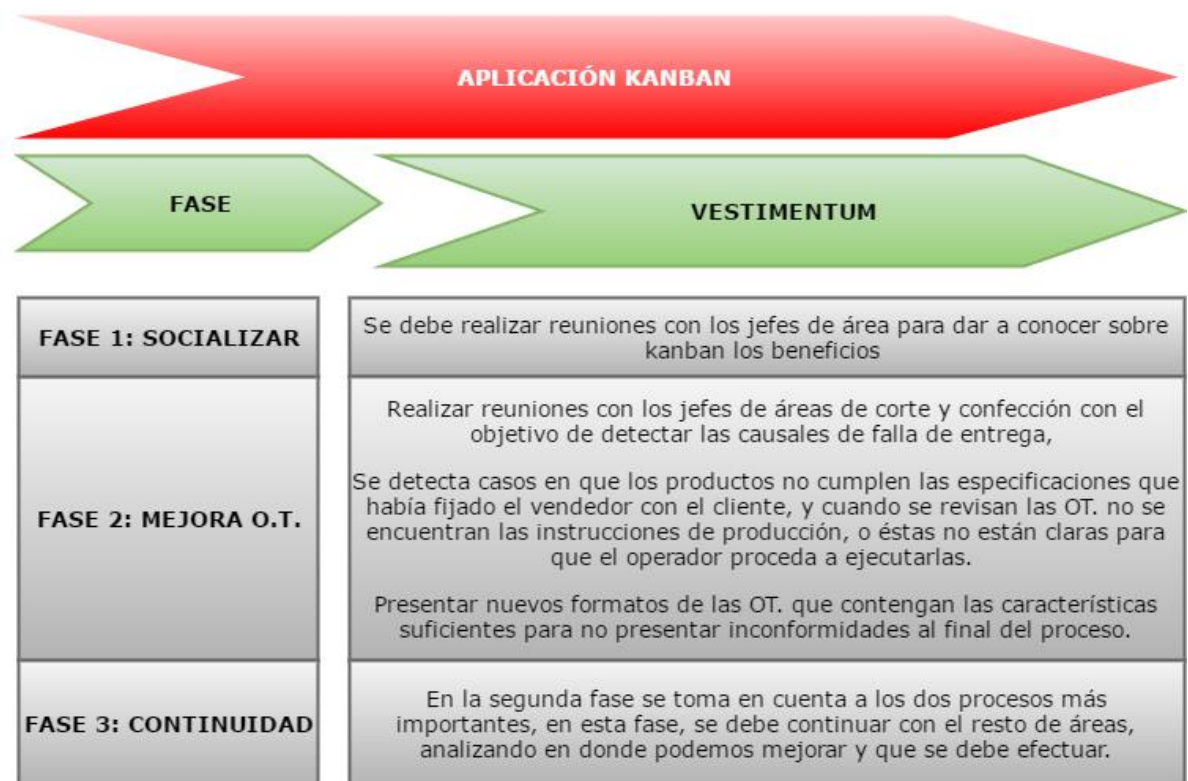 APLICACIÓN KANBAN
FASE
VESTIMENTUM
FASE 1: SOCIALIZAR
Se debe realizar reuniones con los jefes de área para dar a conocer sobre
kanban los beneficios
FASE 2: MEJORA O.T.
Realizar reuniones con los jefes de áreas de corte y confección con el
objetivo de detectar las causales de falla de entrega,
Se detecta casos en que los productos no cumplen las especificaciones que
había fijado el vendedor con el cliente, y cuando se revisan las OT. no se
encuentran las instrucciones de producción, o éstas no están claras para
que el operador proceda a ejecutarlas.
Presentar nuevos formatos de las OT. que contengan las características
suficientes para no presentar inconformidades al final del proceso.
FASE 3: CONTINUIDAD
En la segunda fase se toma en cuenta a los dos procesos más
importantes, en esta fase, se debe continuar con el resto de áreas,
analizando en donde podemos mejorar y que se debe efectuar.